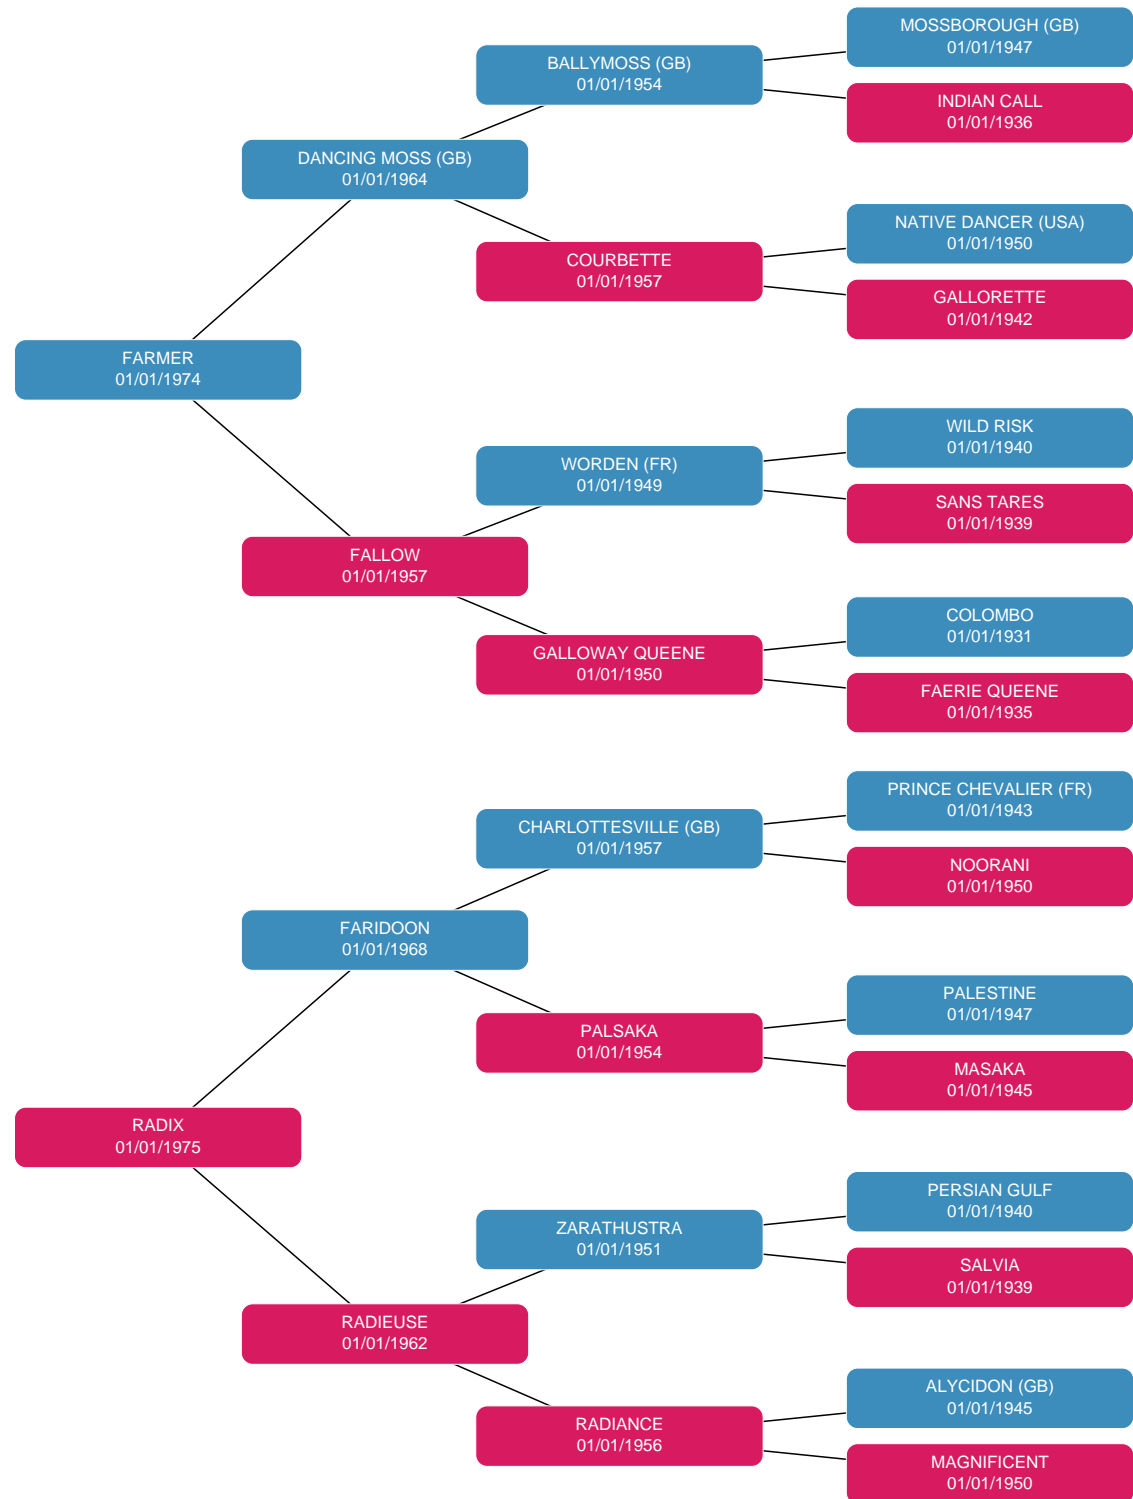 MOSSBOROUGH (GB)
01/01/1947
BALLYMOSS (GB)
01/01/1954
INDIAN CALL
01/01/1936
DANCING MOSS (GB)
01/01/1964
NATIVE DANCER (USA)
01/01/1950
COURBETTE
01/01/1957
GALLORETTE
01/01/1942
FARMER
01/01/1974
WILD RISK
01/01/1940
WORDEN (FR)
01/01/1949
SANS TARES
01/01/1939
FALLOW
01/01/1957
COLOMBO
01/01/1931
GALLOWAY QUEENE
01/01/1950
FAERIE QUEENE
01/01/1935
PRINCE CHEVALIER (FR)
01/01/1943
CHARLOTTESVILLE (GB)
01/01/1957
NOORANI
01/01/1950
FARIDOON
01/01/1968
PALESTINE
01/01/1947
PALSAKA
01/01/1954
MASAKA
01/01/1945
RADIX
01/01/1975
PERSIAN GULF
01/01/1940
ZARATHUSTRA
01/01/1951
SALVIA
01/01/1939
RADIEUSE
01/01/1962
ALYCIDON (GB)
01/01/1945
RADIANCE
01/01/1956
MAGNIFICENT
01/01/1950